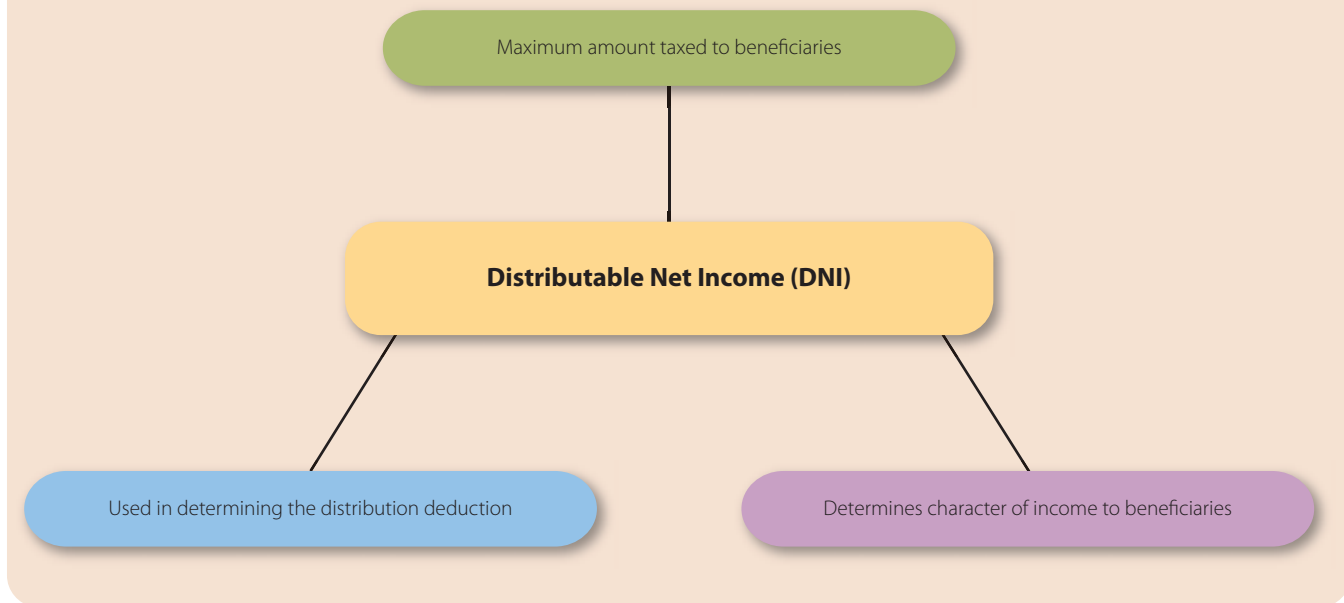 Maximum amount taxed to beneficiaries
Distributable Net Income (DNI)
Used in determining the distribution deduction
Determines character of income to beneficiaries